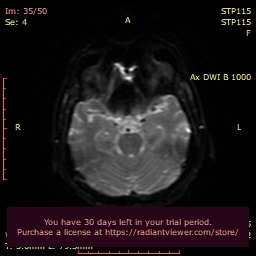 Im: 35/50
Se: 4
STP115
STP115
F
A
Ax DWI B 1000
R
L
You have 30 days left in your trial period.
Purchase a license at https://radiantviewer.com/store/